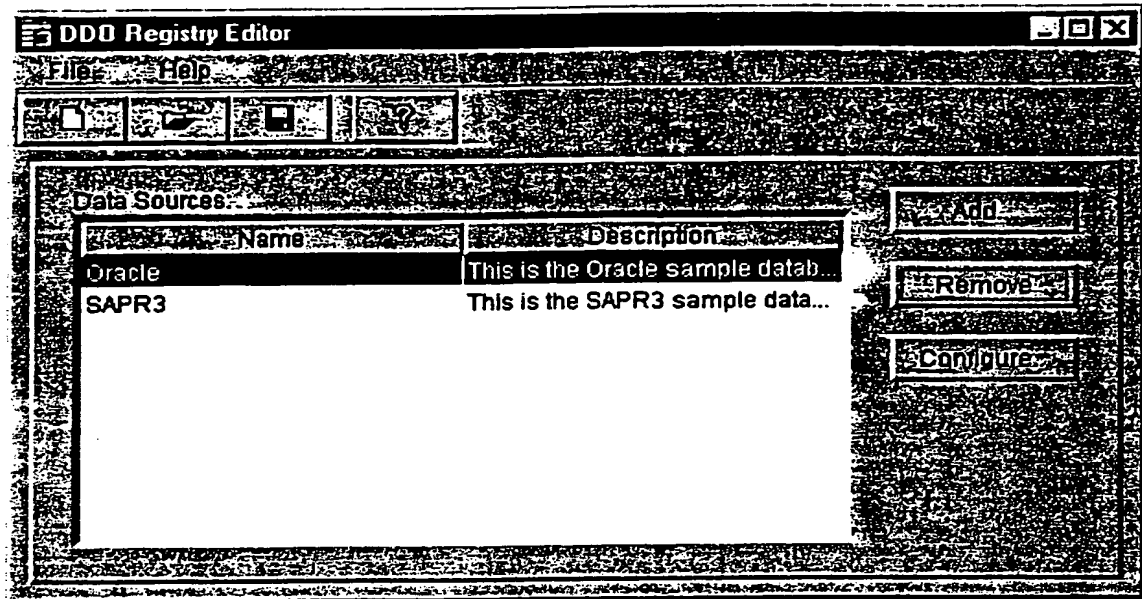 DDO Registry Editor
File Help
Data Sources:
Name Description
Oracle This is the Oracle sample datab...
SAPR3 This is the SAPR3 sample data...
Add
Remove
Configure